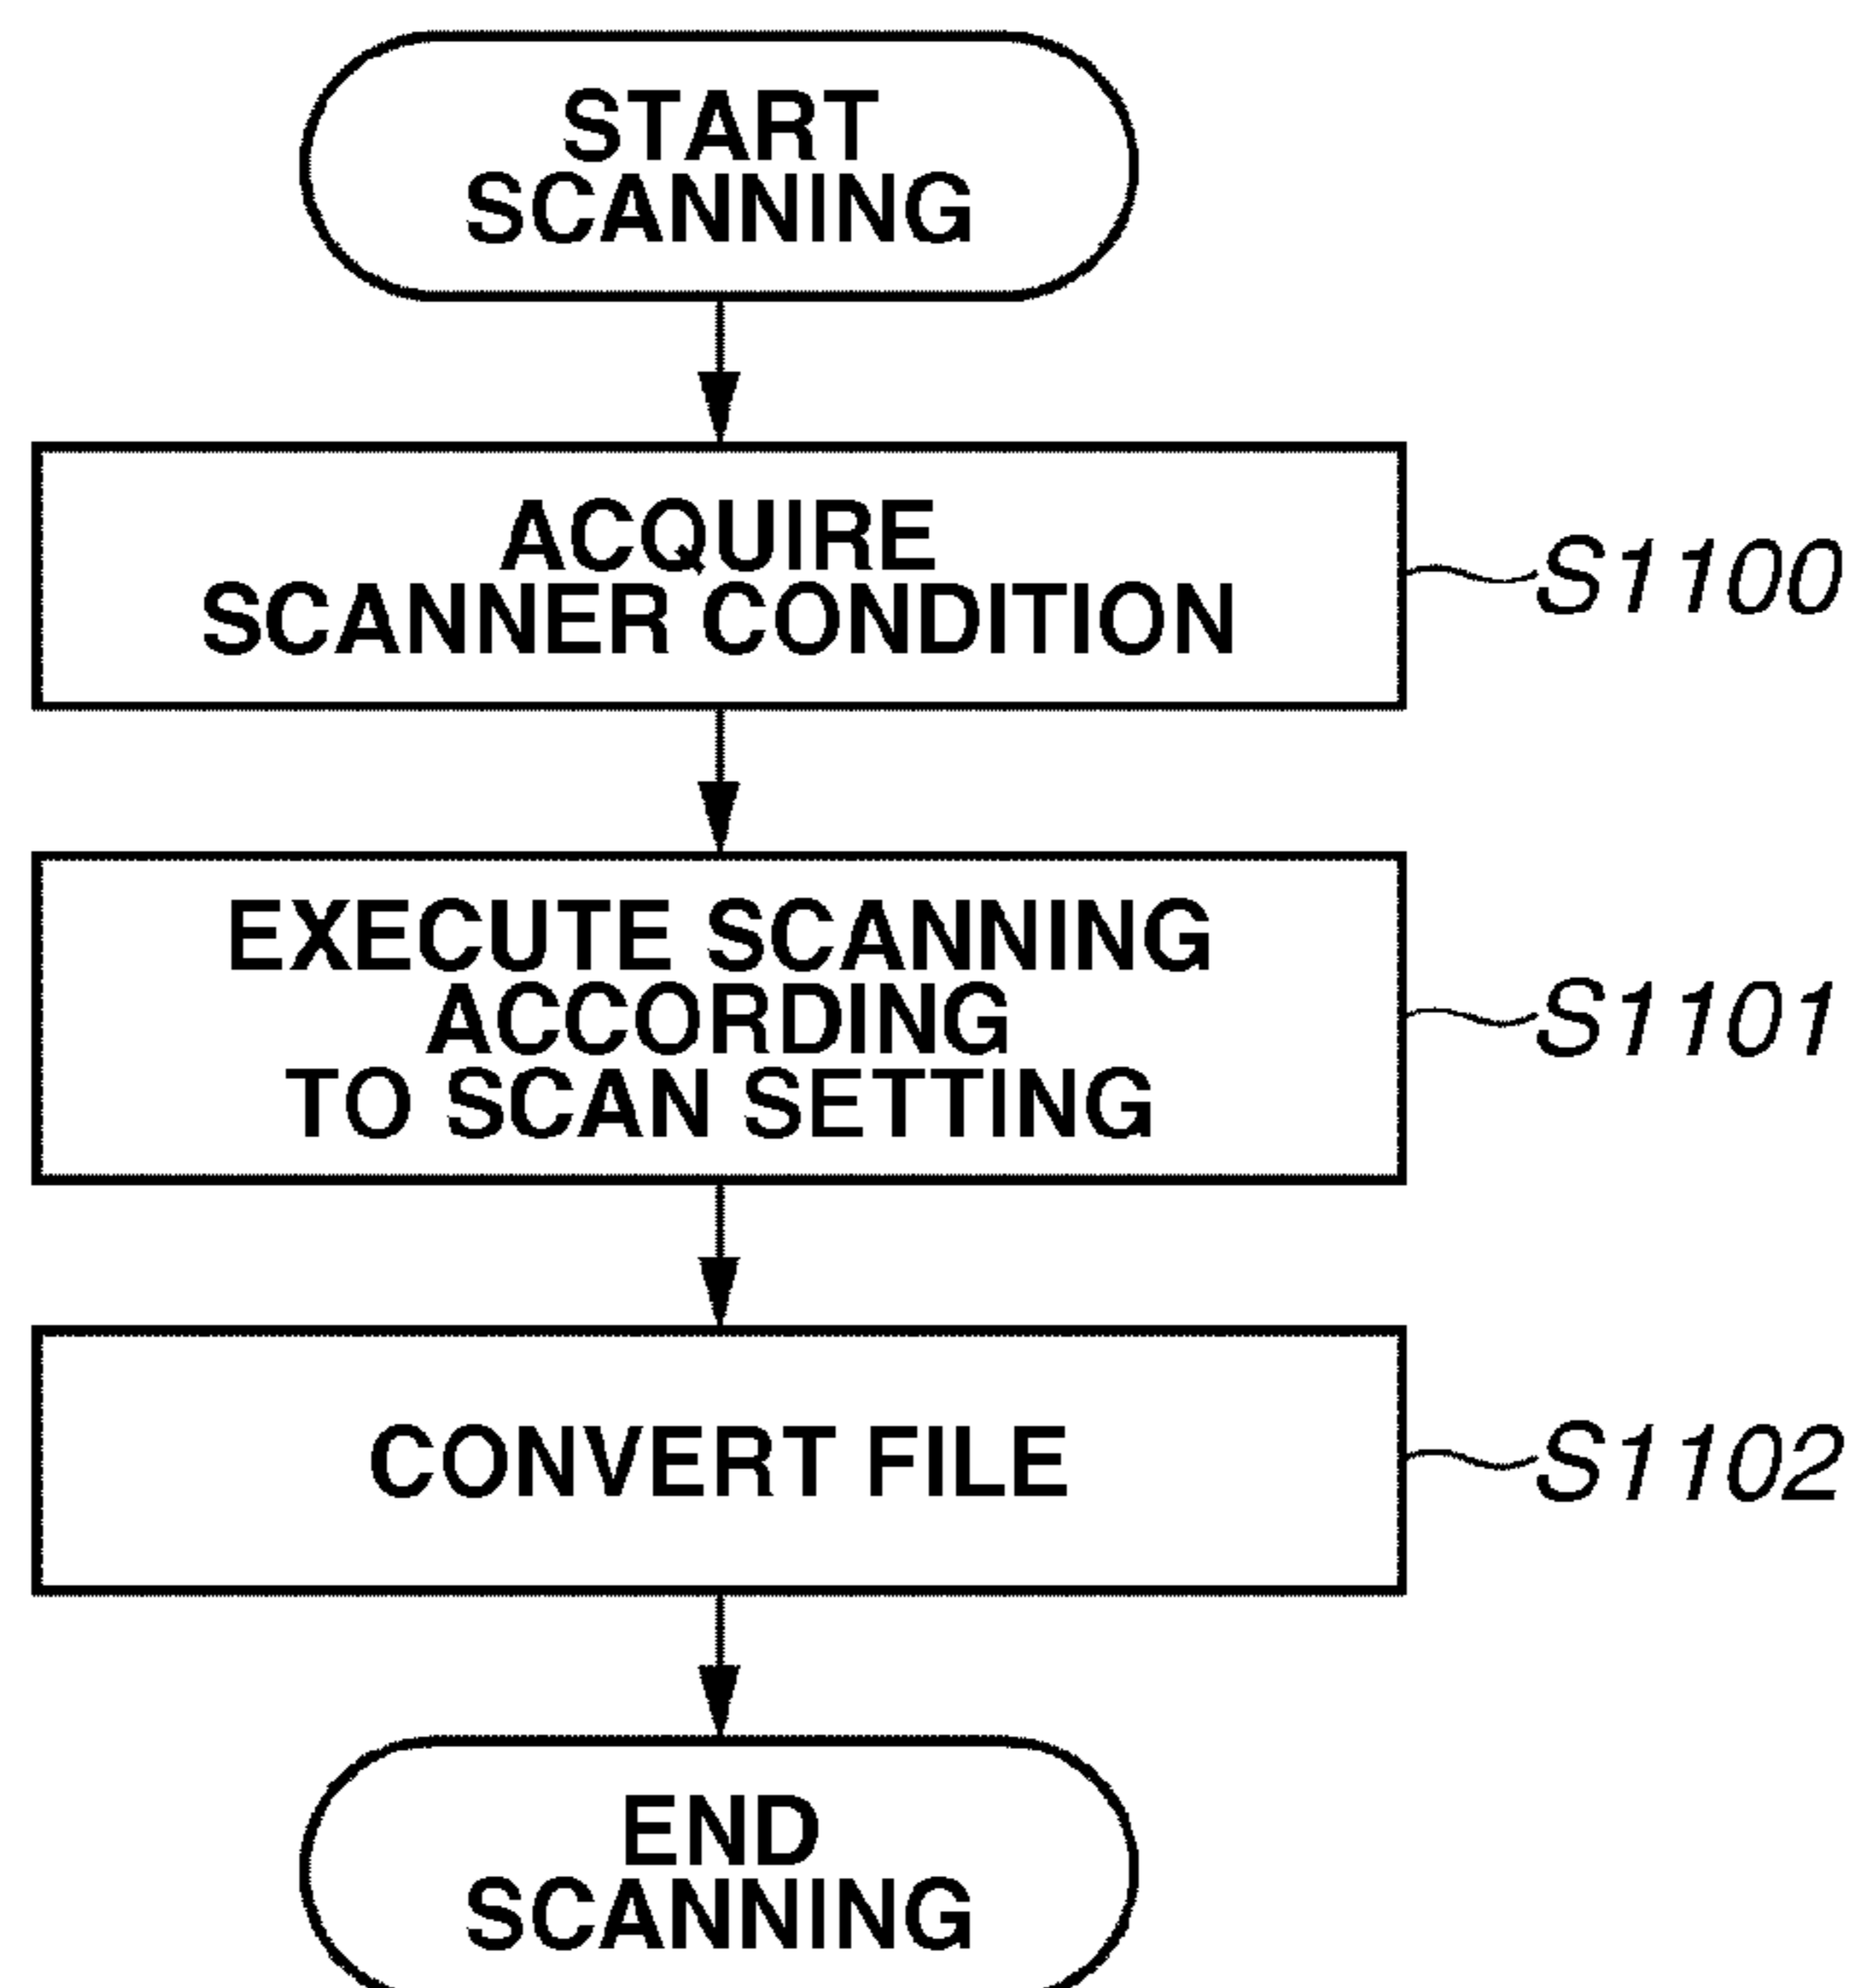 START
SCANNING
ACQUIRE
SCANNER CONDITION
S1100
EXECUTE SCANNING
ACCORDING
TO SCAN SETTING
S1101
CONVERT FILE
S1102
END
SCANNING